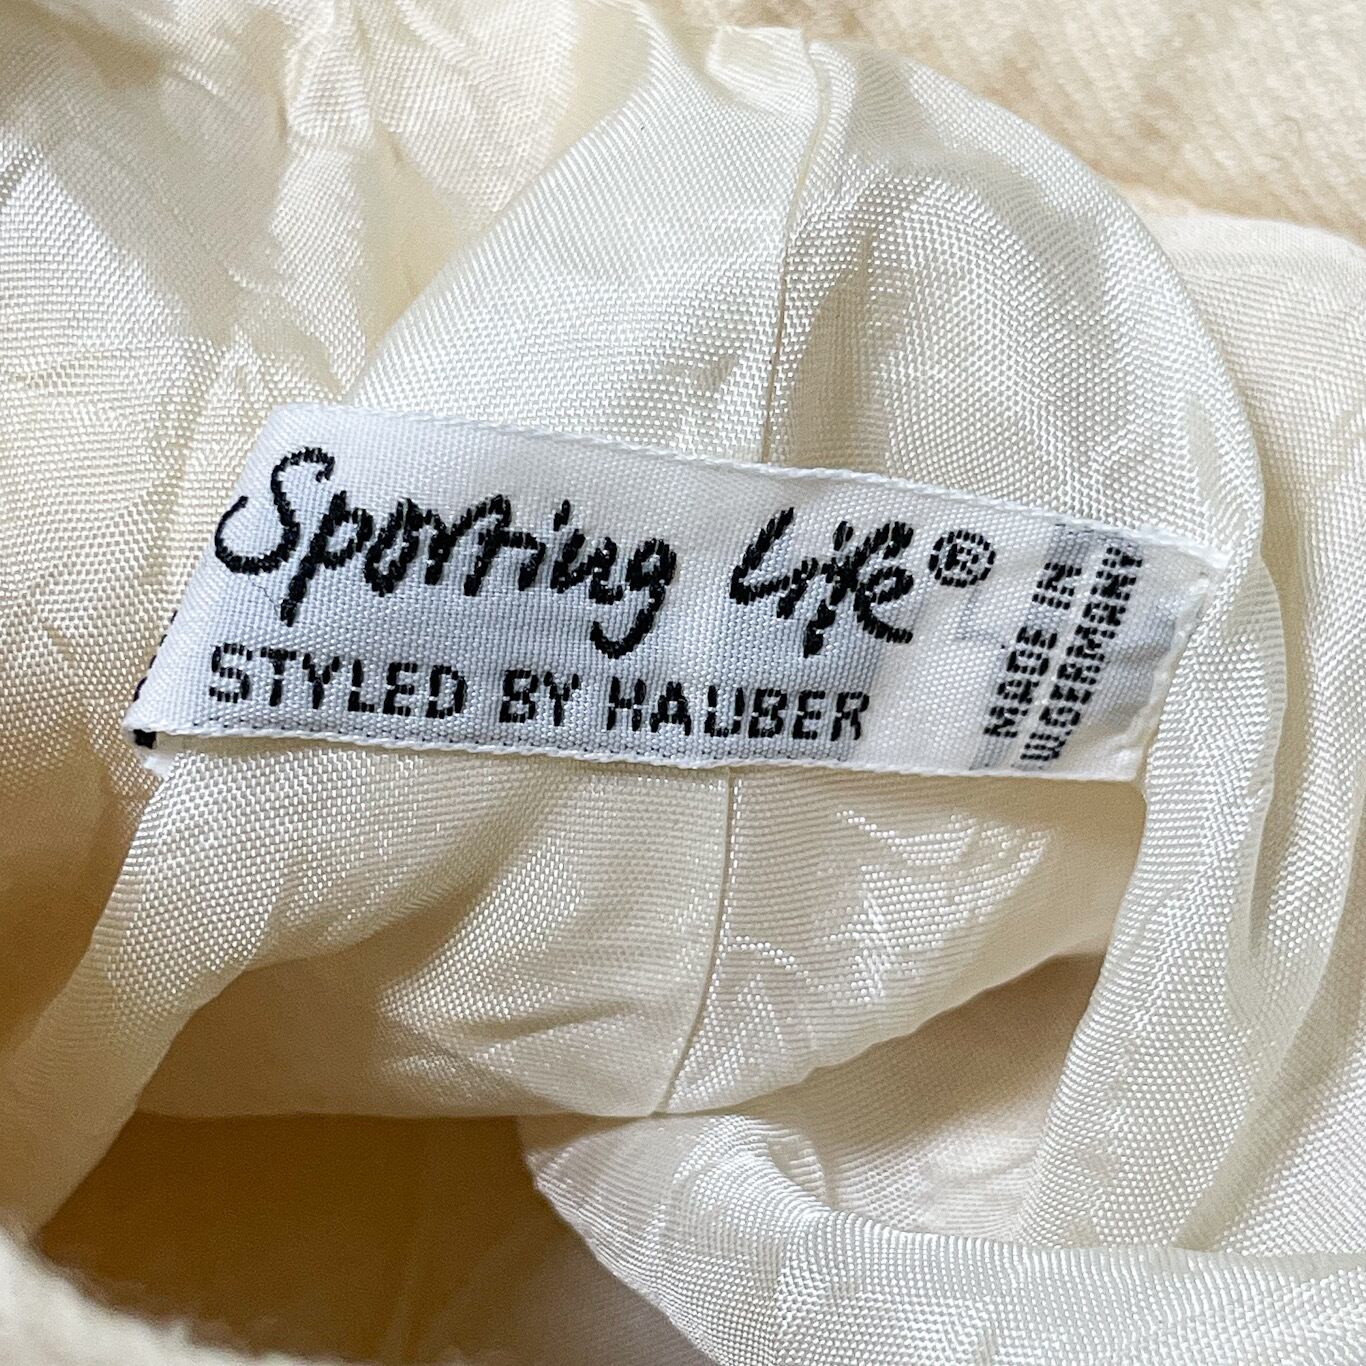 Sporting Life®
STYLED BY HAUBER
MADE IN
W.GERMANY